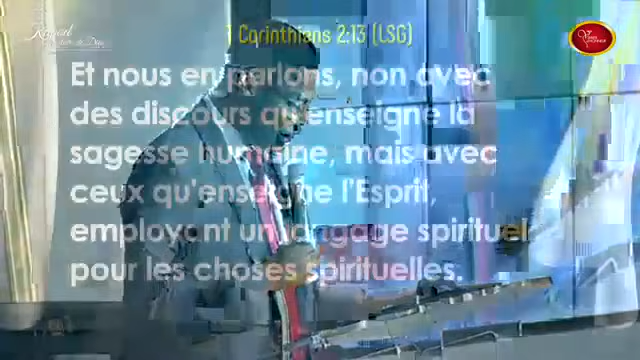 1 Corinthiens 2:13 (LSG)
Et nous en parlons, non avec
des discours qu'enseigne la
sagesse humaine, mais avec
ceux qu'enseigne l'Esprit,
employant un langage spirituel
pour les choses spirituelles.